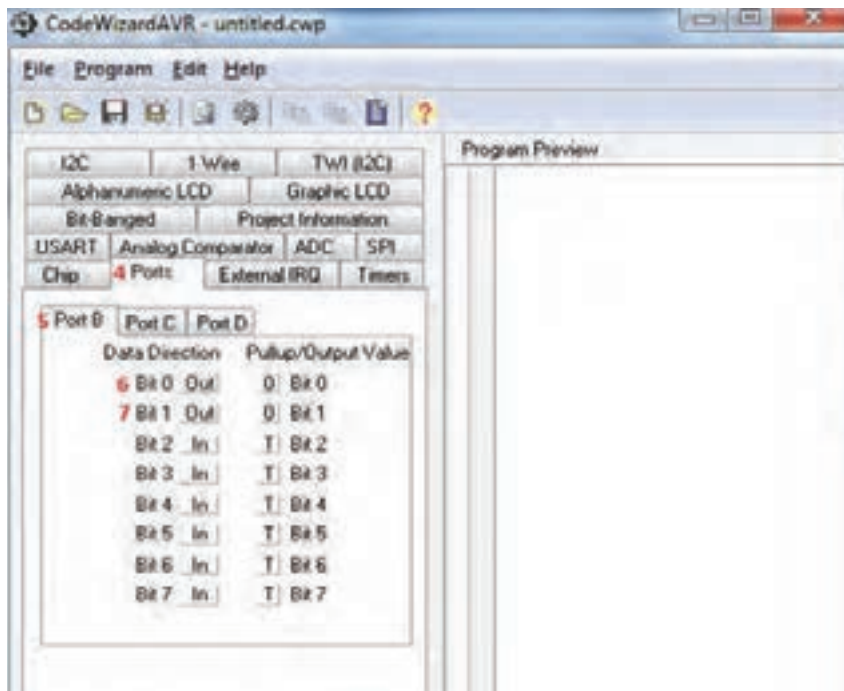 CodeWizardAVR - untitled.cwp
File Program Edit Help
I2C 1 Wire TWI (I2C)
Alphanumeric LCD Graphic LCD
Bit-Banged Project Information
USART Analog Comparator ADC SPI
Chip 4 Ports External IRQ Timers
5 Port B Port C Port D
Data Direction Pullup/Output Value
6 Bit 0 Out 0 Bit 0
7 Bit 1 Out 0 Bit 1
Bit 2 In T Bit 2
Bit 3 In T Bit 3
Bit 4 In T Bit 4
Bit 5 In T Bit 5
Bit 6 In T Bit 6
Bit 7 In T Bit 7
Program Preview